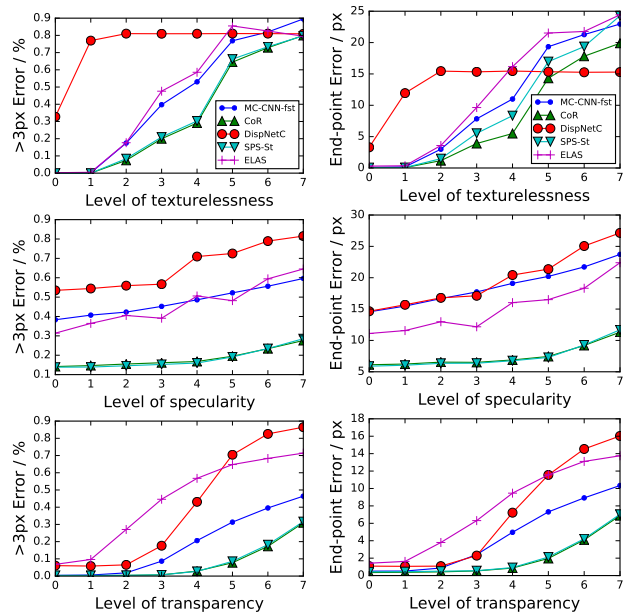 >3px Error / %
0.9
0.8
0.7
0.6
0.5
0.4
0.3
0.2
0.1
0.0
MC-CNN-fst
CoR
DispNetC
SPS-St
ELAS
0 1 2 3 4 5 6 7
Level of texturelessness
End-point Error / px
25
20
15
10
5
0
MC-CNN-fst
CoR
DispNetC
SPS-St
ELAS
0 1 2 3 4 5 6 7
Level of texturelessness
>3px Error / %
0.9
0.8
0.7
0.6
0.5
0.4
0.3
0.2
0.1
0 1 2 3 4 5 6 7
Level of specularity
End-point Error / px
35
30
25
20
15
10
5
0 1 2 3 4 5 6 7
Level of specularity
>3px Error / %
0.9
0.8
0.7
0.6
0.5
0.4
0.3
0.2
0.1
0.0
0 1 2 3 4 5 6 7
Level of transparency
End-point Error / px
18
16
14
12
10
8
6
4
2
0
0 1 2 3 4 5 6 7
Level of transparency